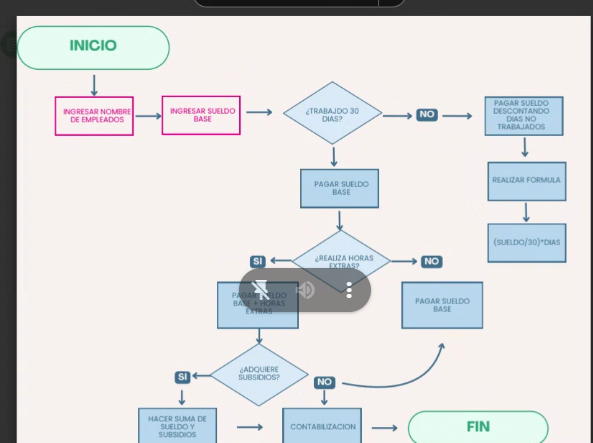 INICIO
INGRESAR NOMBRE
DE EMPLEADOS
INGRESAR SUELDO
BASE
¿TRABAJDO 30
DIAS?
NO
PAGAR SUELDO
DESCONTANDO
DIAS NO
TRABAJADOS
PAGAR SUELDO
BASE
REALIZAR FORMULA
(SUELDO/30)*DIAS
SI
¿REALIZA HORAS
EXTRAS?
NO
PAGAR SUELDO
BASE + HORAS
EXTRAS
PAGAR SUELDO
BASE
SI
¿ADQUIERE
SUBSIDIOS?
NO
HACER SUMA DE
SUELDO Y
SUBSIDIOS
CONTABILIZACION
FIN